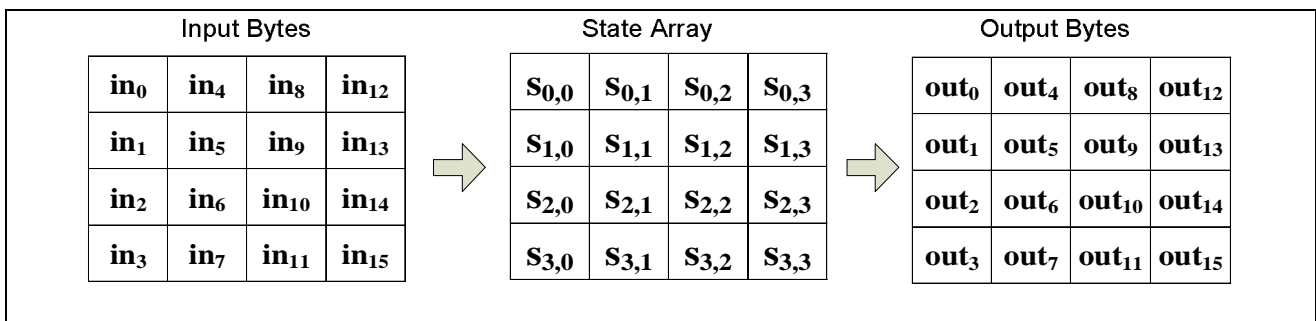 Input Bytes State Array Output Bytes
in0 in4 in8 in12 S0,0 S0,1 S0,2 S0,3 out0 out4 out8 out12
in1 in5 in9 in13 S1,0 S1,1 S1,2 S1,3 out1 out5 out9 out13
in2 in6 in10 in14 S2,0 S2,1 S2,2 S2,3 out2 out6 out10 out14
in3 in7 in11 in15 S3,0 S3,1 S3,2 S3,3 out3 out7 out11 out15